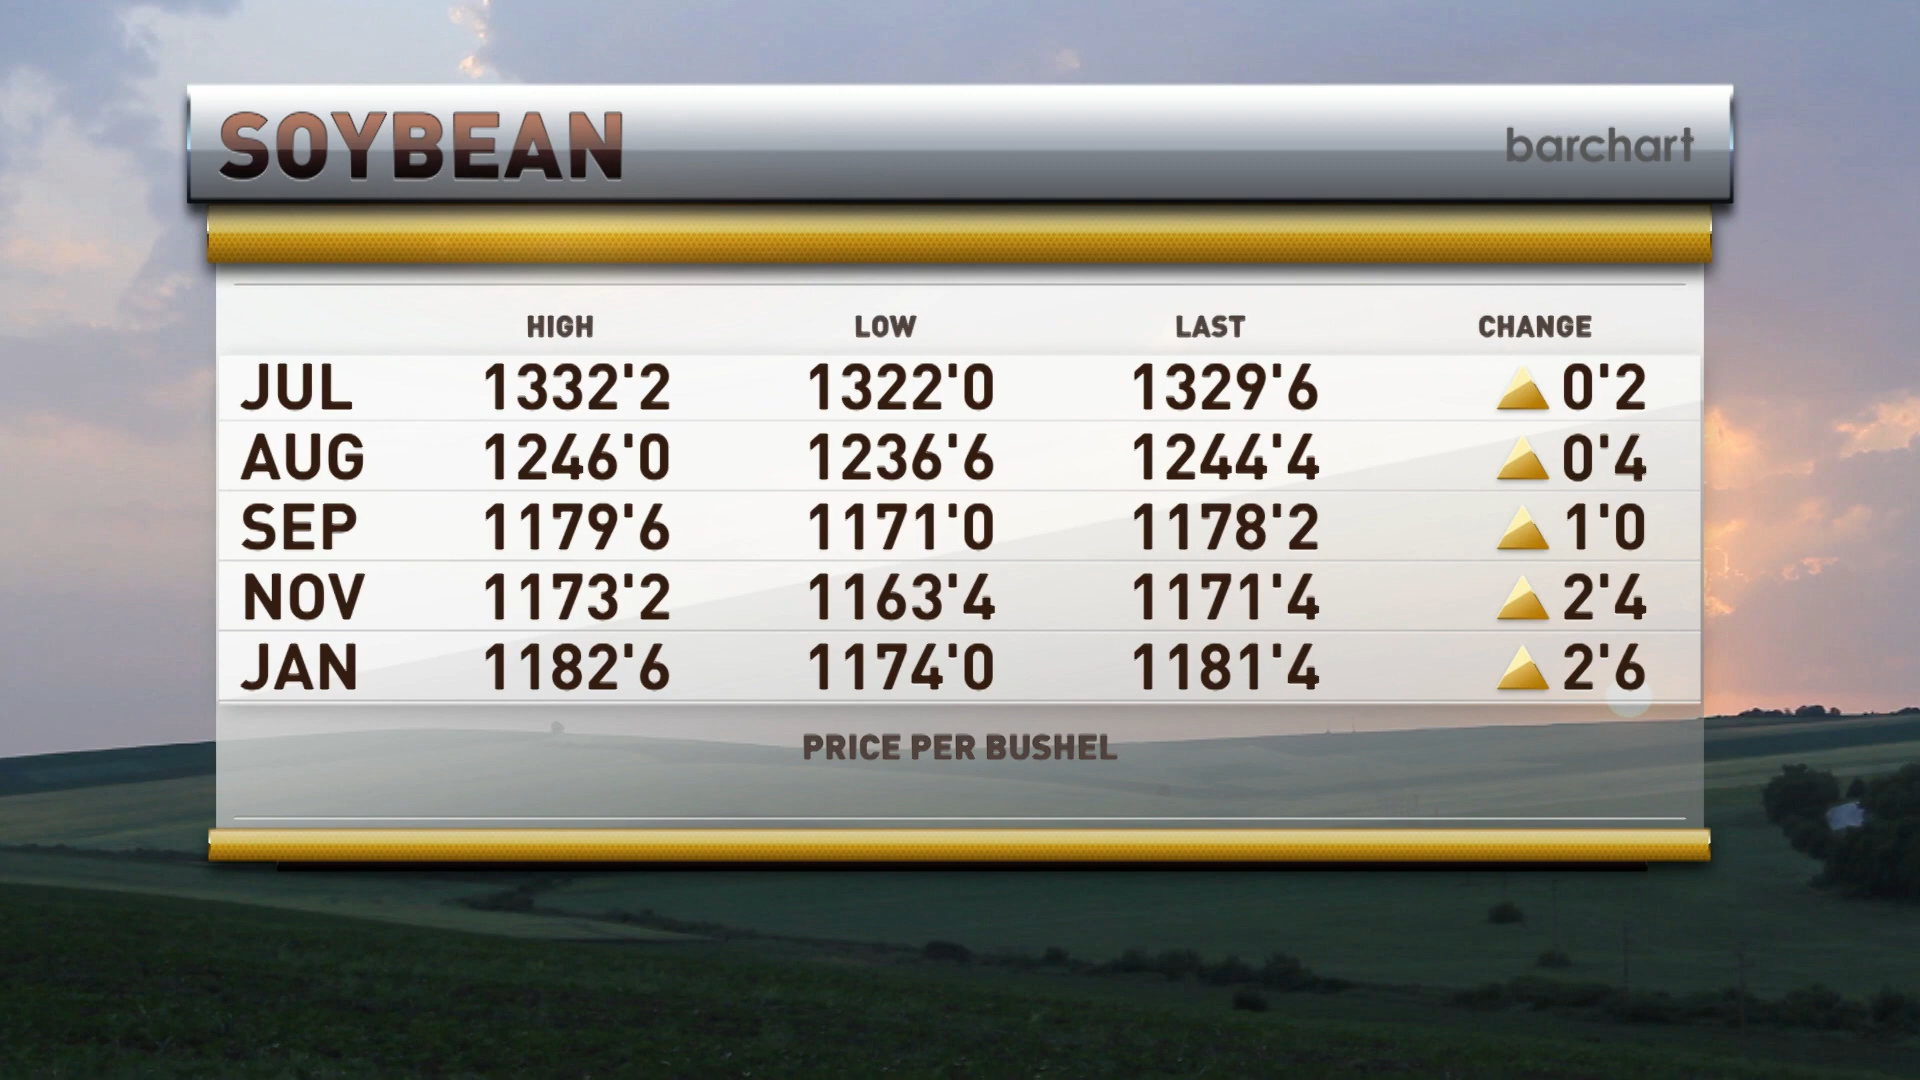 SOYBEAN barchart
HIGH LOW LAST CHANGE
JUL 1332'2 1322'0 1329'6 0'2
AUG 1246'0 1236'6 1244'4 0'4
SEP 1179'6 1171'0 1178'2 1'0
NOV 1173'2 1163'4 1171'4 2'4
JAN 1182'6 1174'0 1181'4 2'6
PRICE PER BUSHEL